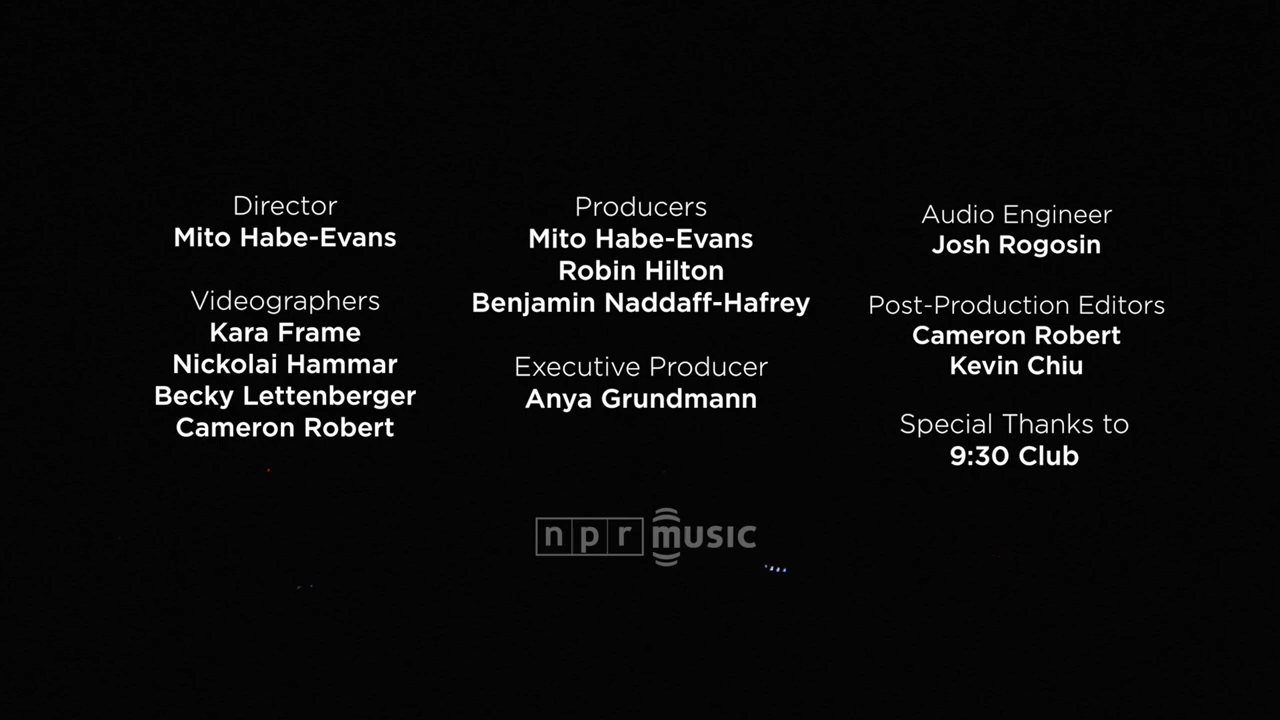 Director
Mito Habe-Evans
Videographers
Kara Frame
Nickolai Hammar
Becky Lettenberger
Cameron Robert
Producers
Mito Habe-Evans
Robin Hilton
Benjamin Naddaff-Hafrey
Executive Producer
Anya Grundmann
Audio Engineer
Josh Rogosin
Post-Production Editors
Cameron Robert
Kevin Chiu
Special Thanks to
9:30 Club
npr music